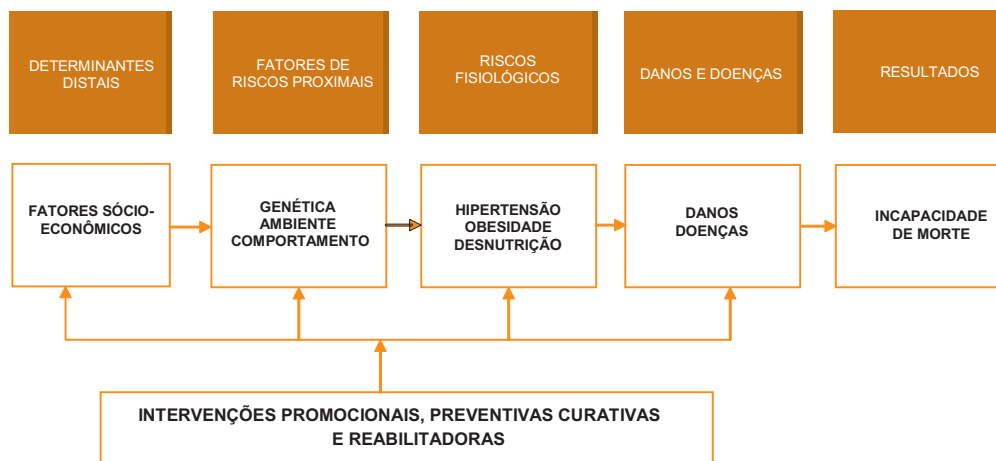 DETERMINANTES
DISTAIS
FATORES DE
RISCOS PROXIMAIS
RISCOS
FISIOLÓGICOS
DANOS E DOENÇAS
RESULTADOS
FATORES SÓCIO-
ECONÔMICOS
GENÉTICA
AMBIENTE
COMPORTAMENTO
HIPERTENSÃO
OBESIDADE
DESNUTRIÇÃO
DANOS
DOENÇAS
INCAPACIDADE
DE MORTE
INTERVENÇÕES PROMOCIONAIS, PREVENTIVAS CURATIVAS
E REABILITADORAS